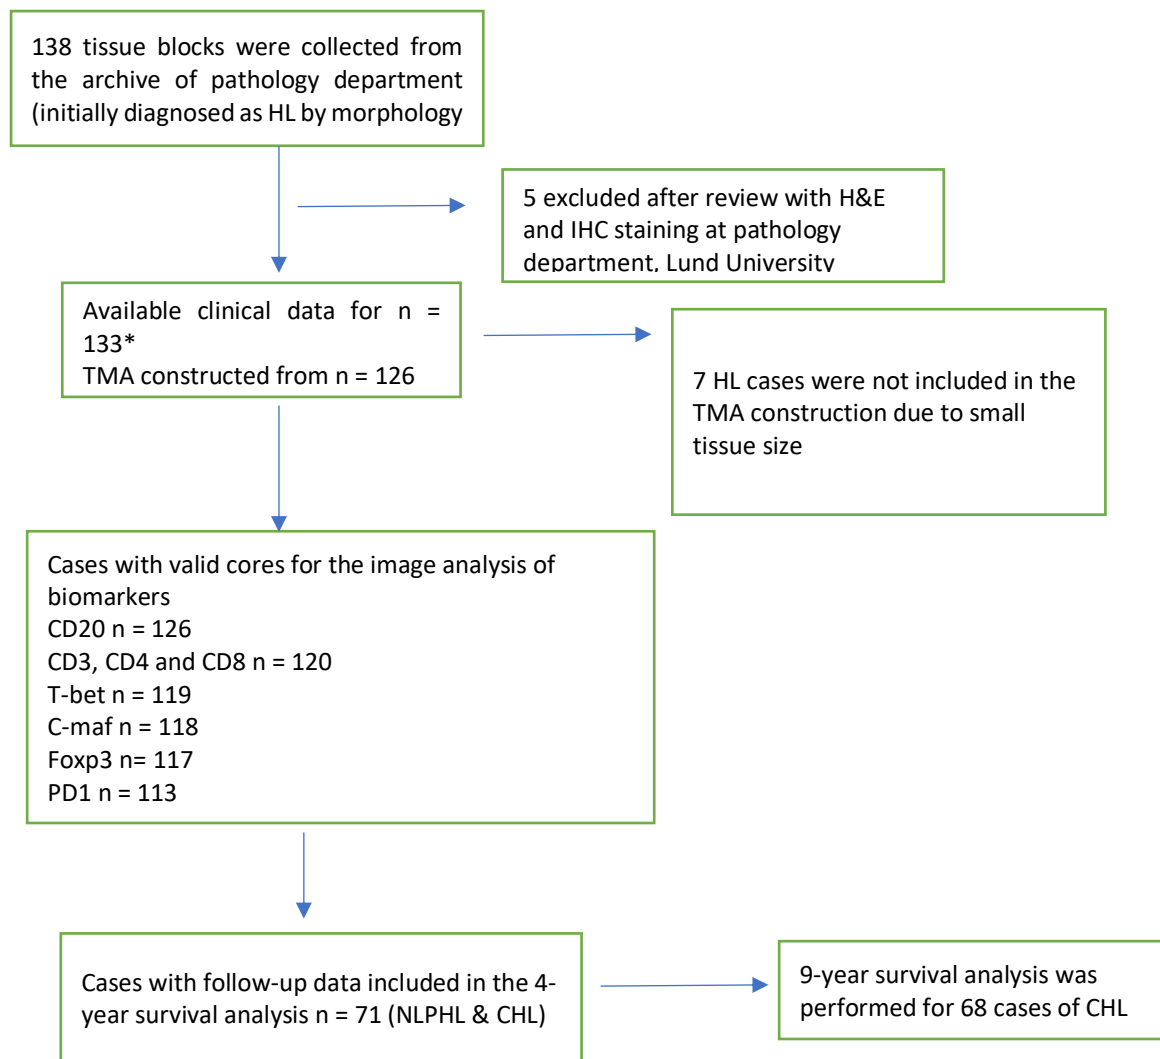 138 tissue blocks were collected from
the archive of pathology department
(initially diagnosed as HL by morphology
5 excluded after review with H&E
and IHC staining at pathology
department, Lund University
Available clinical data for n =
133*
TMA constructed from n = 126
7 HL cases were not included in the
TMA construction due to small
tissue size
Cases with valid cores for the image analysis of
biomarkers
CD20 n = 126
CD3, CD4 and CD8 n = 120
T-bet n = 119
C-maf n = 118
Foxp3 n= 117
PD1 n = 113
Cases with follow-up data included in the 4-
year survival analysis n = 71 (NLPHL & CHL)
9-year survival analysis was
performed for 68 cases of CHL